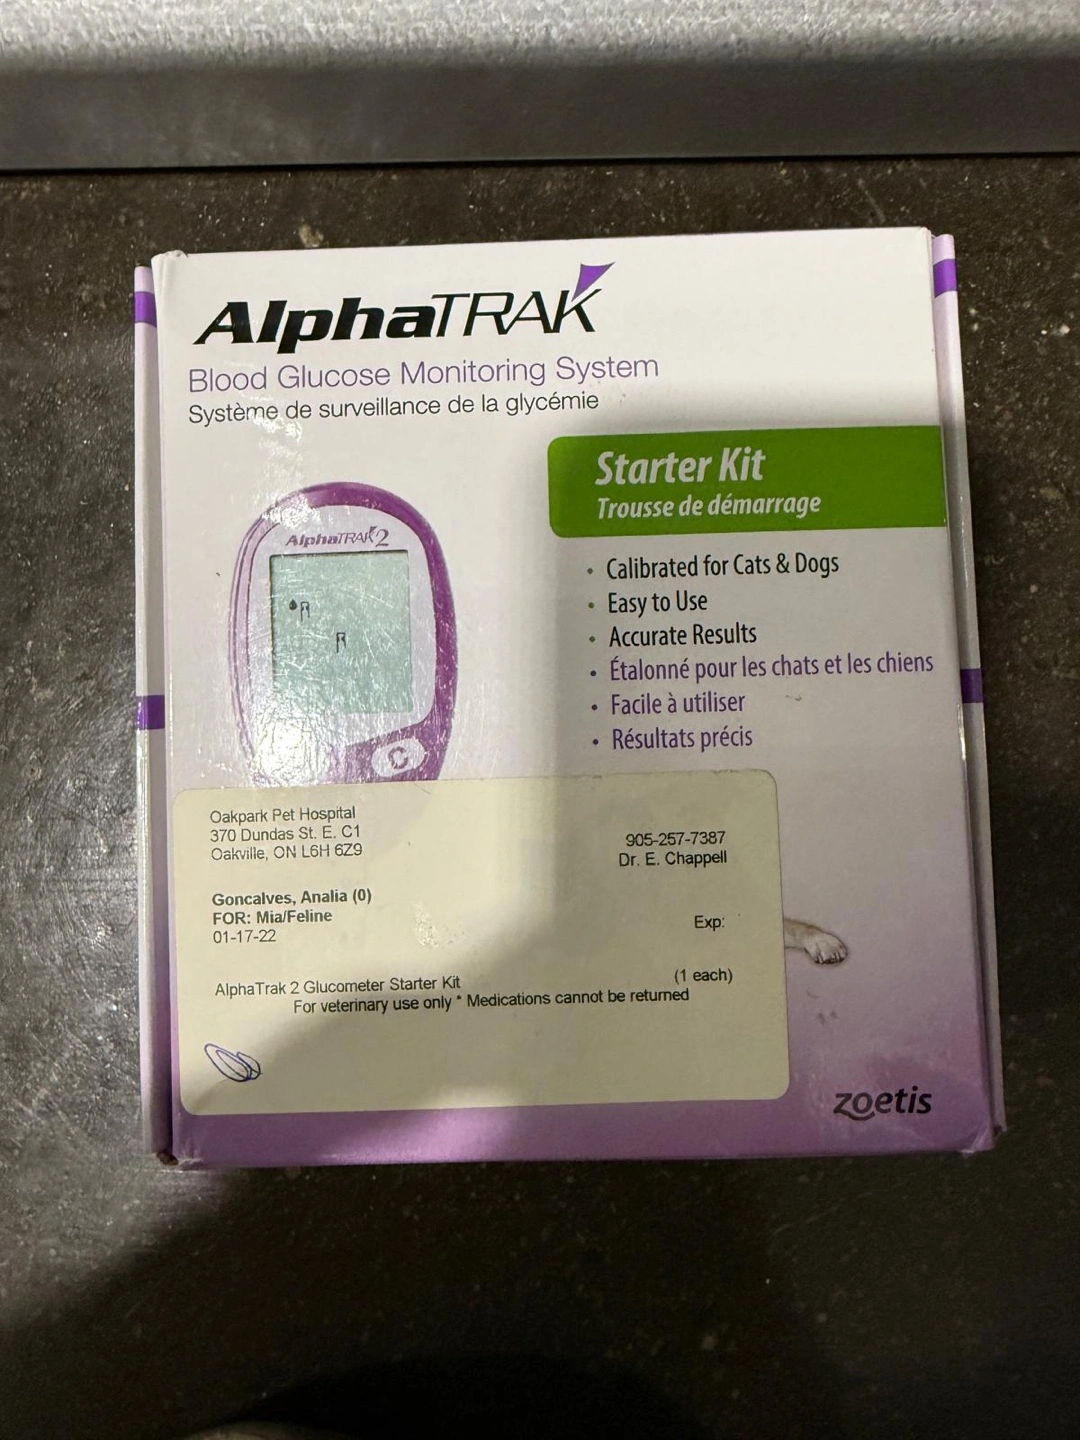 AlphaTRAK
Blood Glucose Monitoring System
Système de surveillance de la glycémie
Starter Kit
Trousse de démarrage
AlphaTRAK2
• Calibrated for Cats & Dogs
• Easy to Use
• Accurate Results
• Étalonné pour les chats et les chiens
• Facile à utiliser
• Résultats précis
C
Oakpark Pet Hospital
370 Dundas St. E. C1
Oakville, ON L6H 6Z9
905-257-7387
Dr. E. Chappell
Goncalves, Analia (0)
FOR: Mia/Feline
01-17-22
Exp:
AlphaTrak 2 Glucometer Starter Kit (1 each)
For veterinary use only * Medications cannot be returned
zoetis